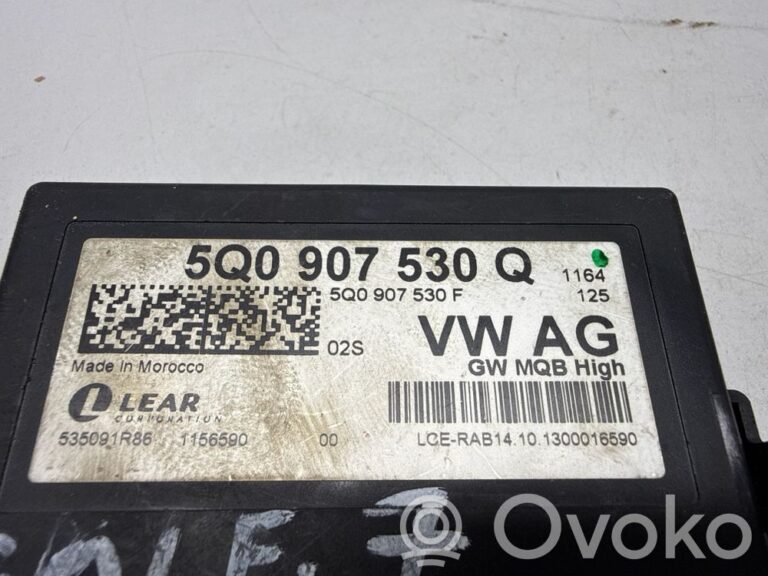 5Q0 907 530 Q 1164
5Q0 907 530 F 125
02S VW AG
Made in Morocco GW MQB High
LEAR
CORPORATION
535091R86 1156590 00 LCE-RAB14.10.1300016590
Ovoko